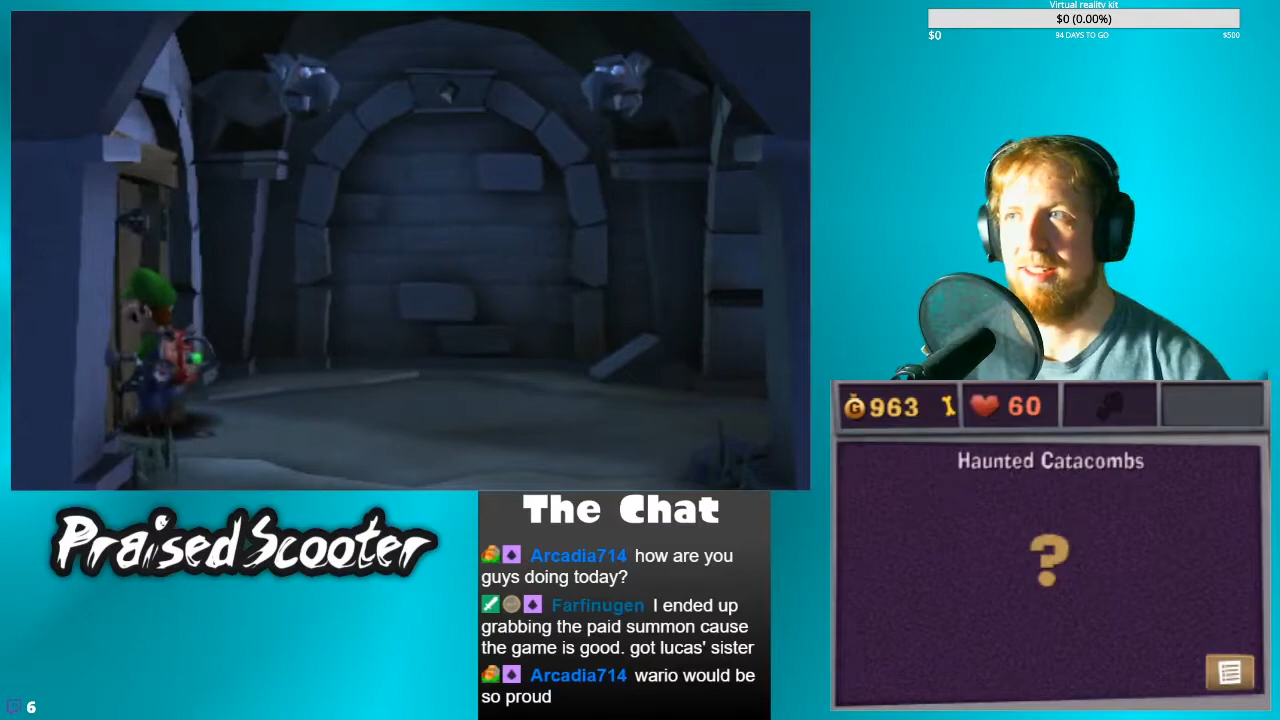 Virtual reality kit
$0 (0.00%)
$0 94 DAYS TO GO $500
G 963 60
Haunted Catacombs
?
PraisedScooter
The Chat
Arcadia714 how are you
guys doing today?
Farfinugen I ended up
grabbing the paid summon cause
the game is good. got lucas' sister
Arcadia714 wario would be
so proud
6